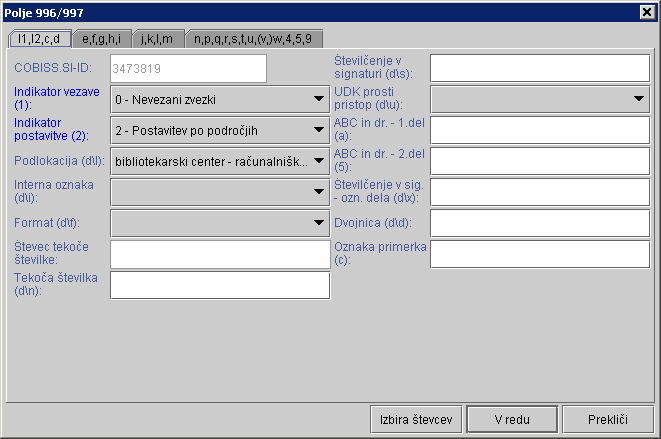 Polje 996/997
I1,I2,c,d
e,f,g,h,i
j,k,l,m
n,p,q,r,s,t,u,(v,)w,4,5,9
COBISS.SI-ID:
3473819
Indikator vezave
(1):
0 - Nevezani zvezki
Indikator
postavitve (2):
2 - Postavitev po področjih
Podlokacija (d\l):
bibliotekarski center - računalnišk...
Interna oznaka
(d\i):
Format (d\f):
Števec tekoče
številke:
Tekoča številka
(d\n):
Številčenje v
signaturi (d\s):
UDK prosti
pristop (d\u):
ABC in dr. - 1.del
(a)
ABC in dr. - 2.del
(5):
Številčenje v sig.
- ozn. dela (d\x):
Dvojnica (d\d):
Oznaka primerka
(c):
Izbira števcev
V redu
Prekliči